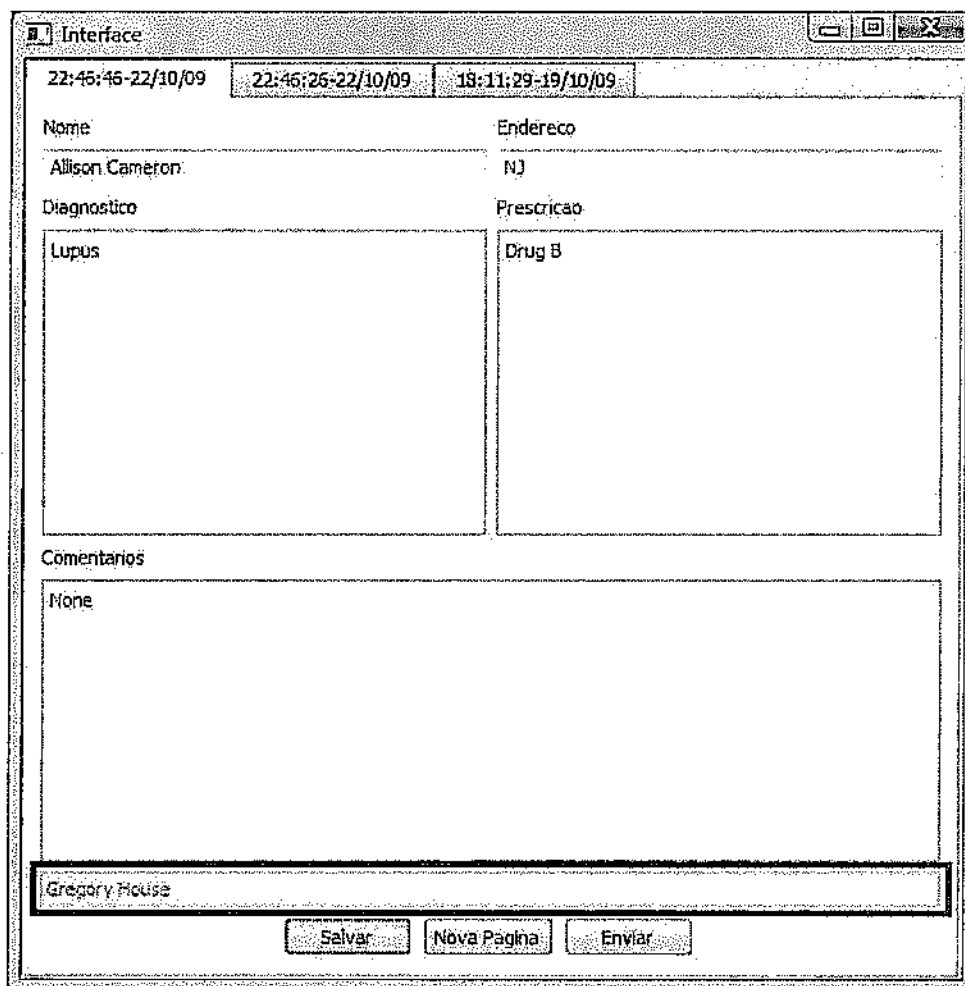 Interface
22:46:46-22/10/09 22:46:26-22/10/09 18:11:29-19/10/09
Nome Endereco
Allison Cameron NJ
Diagnostico Prescricao
Lupus Drug B
Comentarios
None
Gregory House
Salvar Nova Pagina Enviar